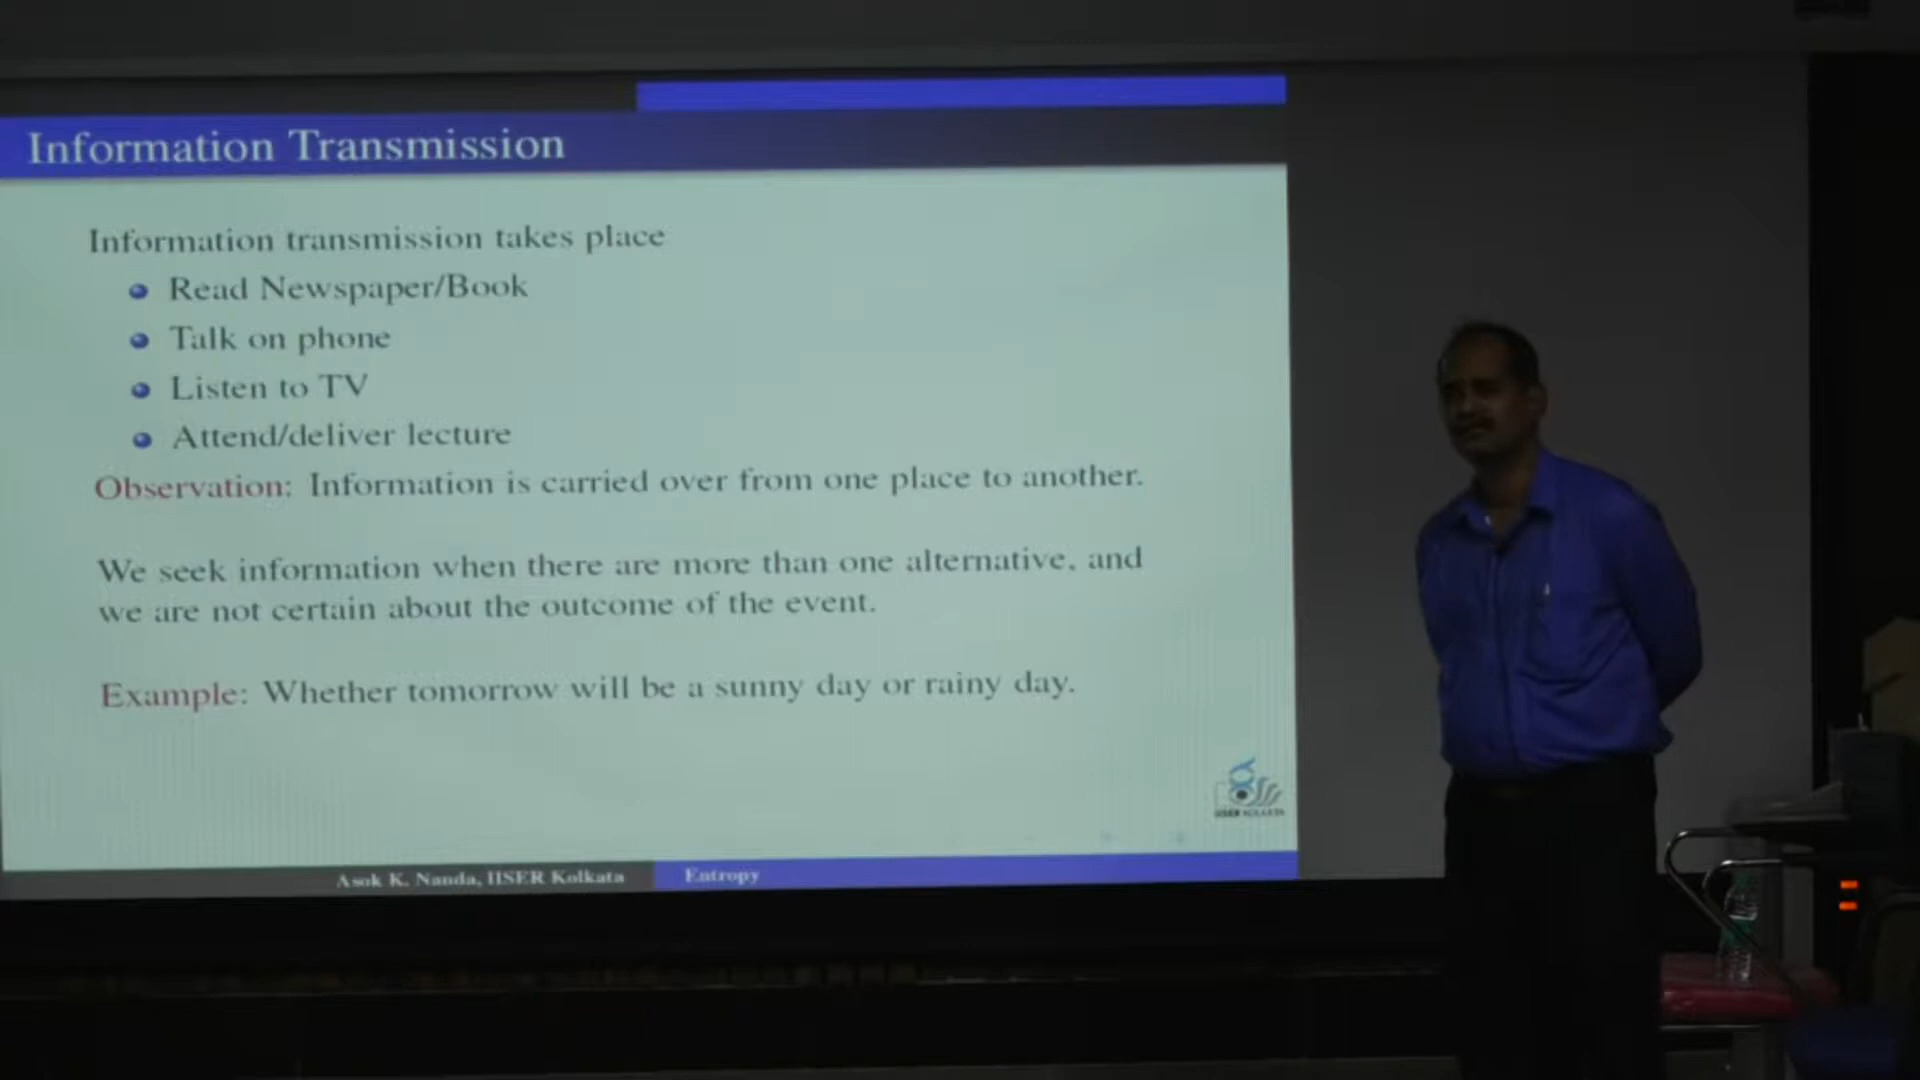 Information Transmission
Information transmission takes place
Read Newspaper/Book
Talk on phone
Listen to TV
Attend/deliver lecture
Observation: Information is carried over from one place to another.
We seek information when there are more than one alternative, and
we are not certain about the outcome of the event.
Example: Whether tomorrow will be a sunny day or rainy day.
IISER KOLKATA
Asok K. Nanda, IISER Kolkata
Entropy